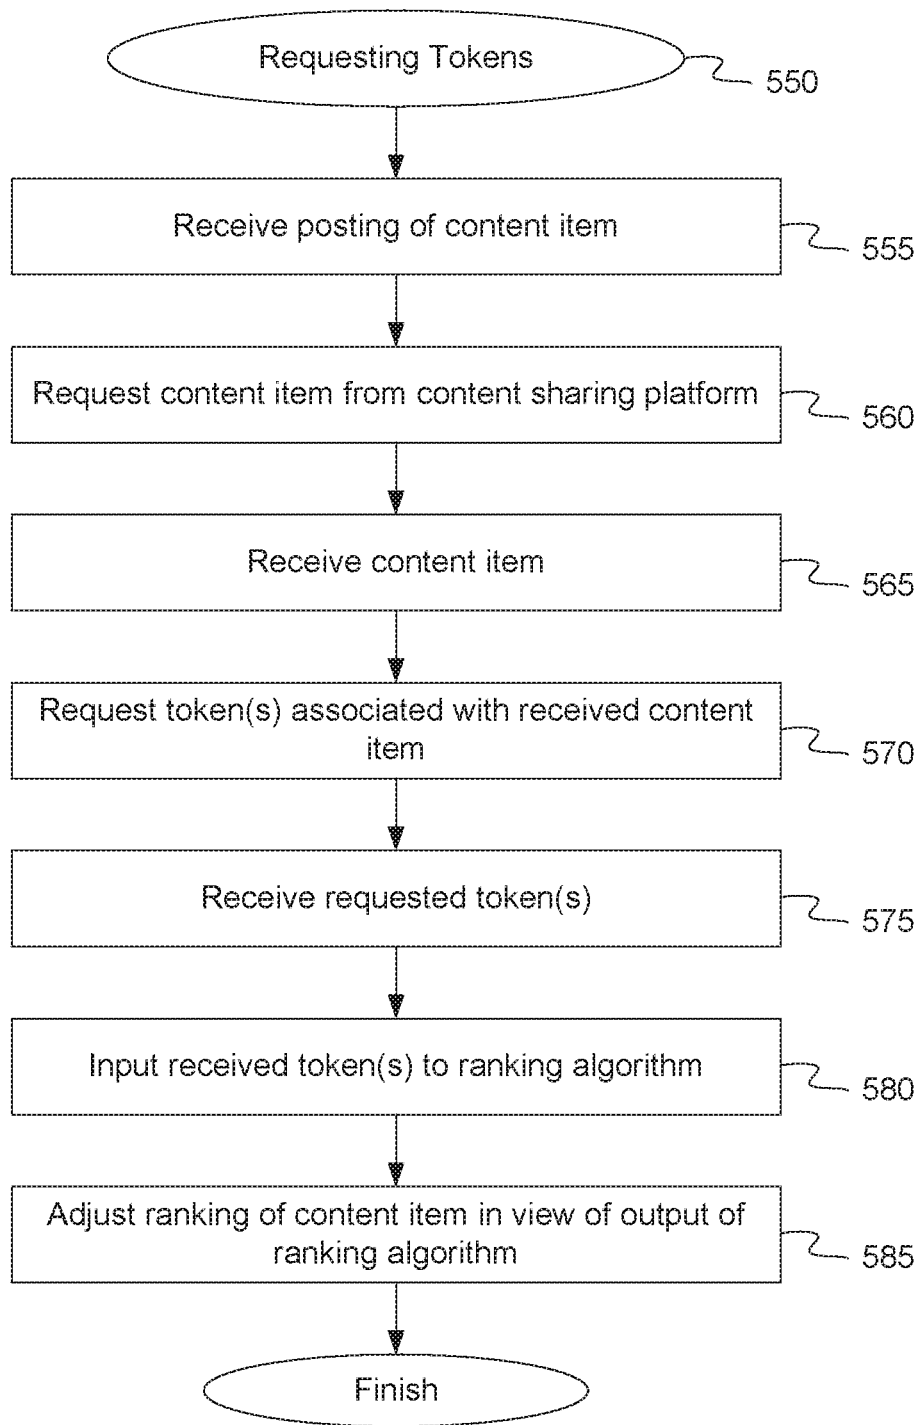 Requesting Tokens
550
Receive posting of content item
555
Request content item from content sharing platform
560
Receive content item
565
Request token(s) associated with received content
item
570
Receive requested token(s)
575
Input received token(s) to ranking algorithm
580
Adjust ranking of content item in view of output of
ranking algorithm
585
Finish